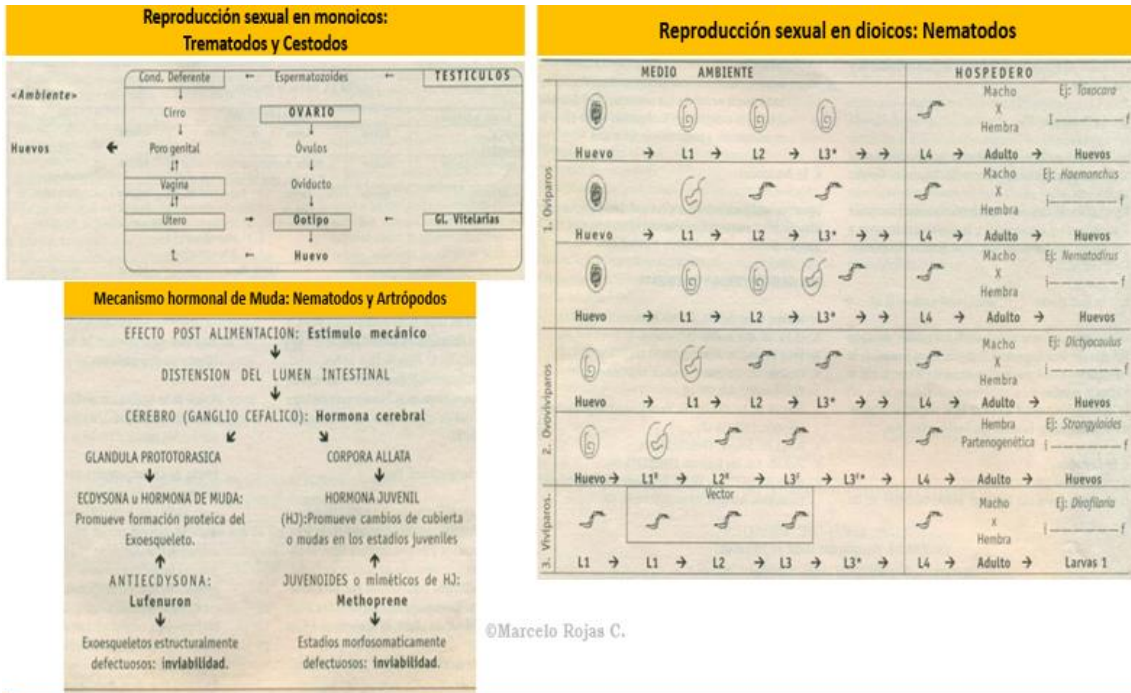 Reproducción sexual en monoicos:
Trematodos y Cestodos
Cond. Deferente ← Espermatozoides ← TESTICULOS
<Ambiente>
Cirro OVARIO
Huevos ← Poro genital Óvulos
Vagina Oviducto
Utero → Ootipo ← Gl. Vitelarias
← Huevo
Mecanismo hormonal de Muda: Nematodos y Artrópodos
EFECTO POST ALIMENTACION: Estímulo mecánico
DISTENSION DEL LUMEN INTESTINAL
CEREBRO (GANGLIO CEFÁLICO): Hormona cerebral
GLANDULA PROTOTORASICA CORPORA ALLATA
ECDYSONA u HORMONA DE MUDA:
Promueve formación proteica del
Exoesqueleto.
HORMONA JUVENIL
(HJ):Promueve cambios de cubierta
o mudas en los estadios juveniles
ANTIECDYSONA:
Lufenuron
JUVENOIDES o miméticos de HJ:
Methoprene
Exoesqueletos estructuralmente
defectuosos: inviabilidad.
Estadios morfosomaticamente
defectuosos: inviabilidad.
Reproducción sexual en dioicos: Nematodos
MEDIO AMBIENTE HOSPEDERO
1. Ovíparos
Macho
X
Hembra
Ej: Toxocara
Huevo → L1 → L2 → L3* → → L4 → Adulto → Huevos
Macho
X
Hembra
Ej: Haemonchus
i f
Huevo → L1 → L2 → L3* → → L4 → Adulto → Huevos
Macho
X
Hembra
Ej: Nematodirus
i f
Huevo → L1 → L2 → L3* → → L4 → Adulto → Huevos
2. Ovovivíparos
Macho
X
Hembra
Ej: Dictyocaulus
i f
Huevo → L1 → L2 → L3* → → L4 → Adulto → Huevos
Hembra
Partenogenética
Ej: Strongyloides
i f
Huevo → → → → → L4 → Adulto → Huevos
3. Vivíparos.
Vector
Macho
x
Hembra
Ej: Dirofilaria
i f
L1 → L1 → L2 → L3 → L3* → L4 → Adulto → Larvas 1
©Marcelo Rojas C.